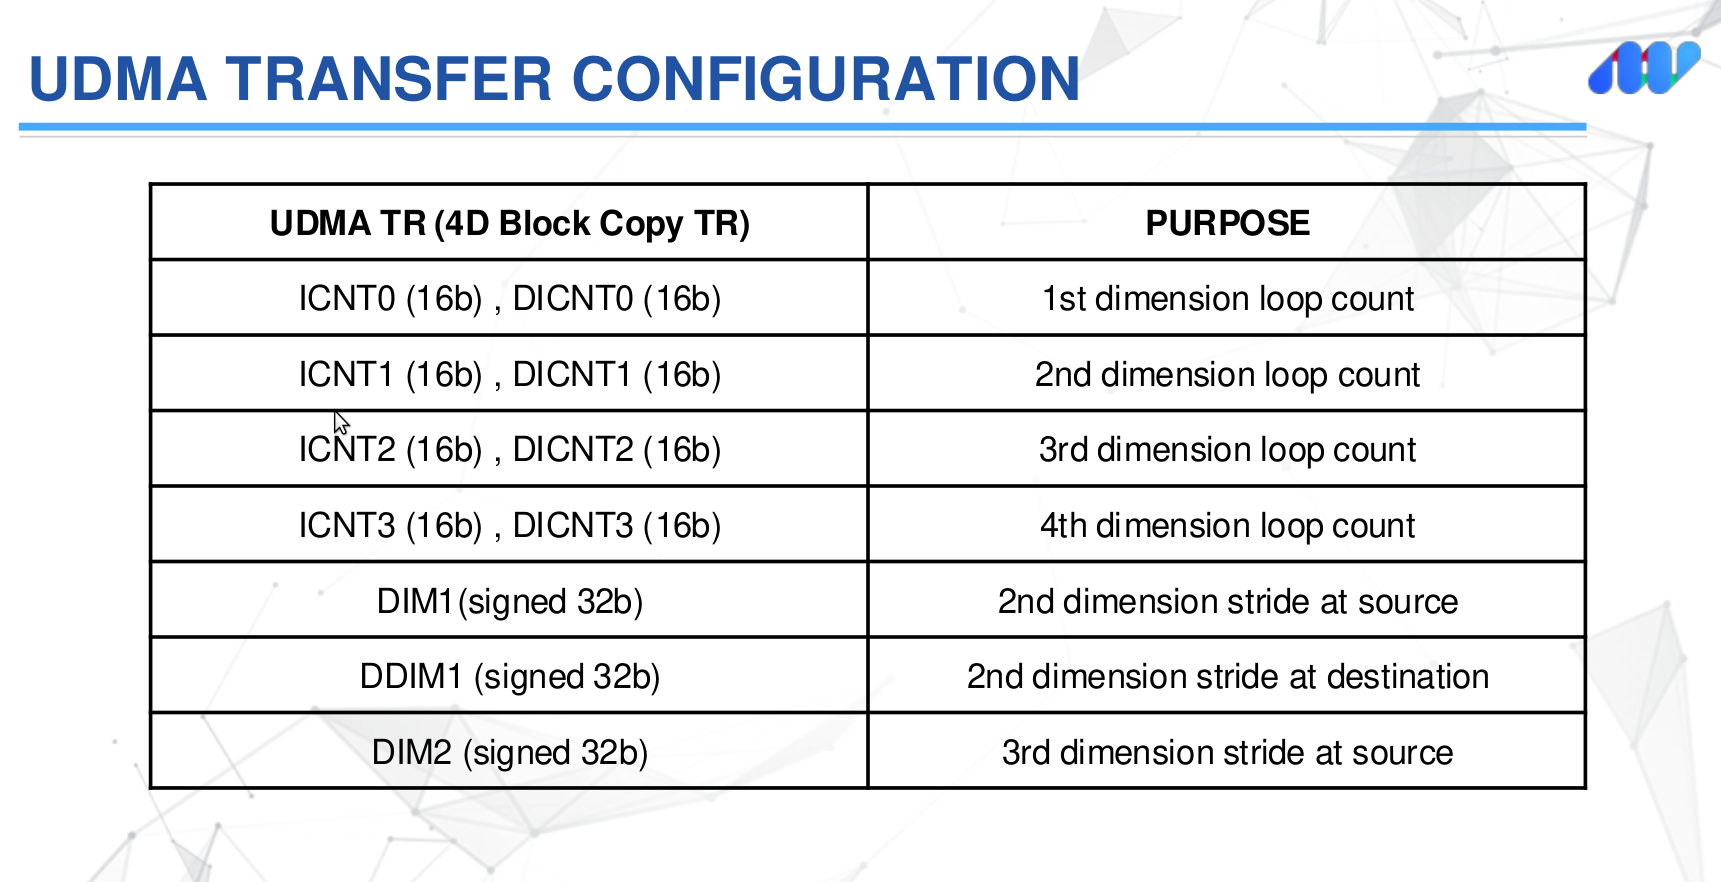 UDMA TRANSFER CONFIGURATION
UDMA TR (4D Block Copy TR) PURPOSE
ICNT0 (16b) , DICNT0 (16b) 1st dimension loop count
ICNT1 (16b) , DICNT1 (16b) 2nd dimension loop count
ICNT2 (16b) , DICNT2 (16b) 3rd dimension loop count
ICNT3 (16b) , DICNT3 (16b) 4th dimension loop count
DIM1(signed 32b) 2nd dimension stride at source
DDIM1 (signed 32b) 2nd dimension stride at destination
DIM2 (signed 32b) 3rd dimension stride at source